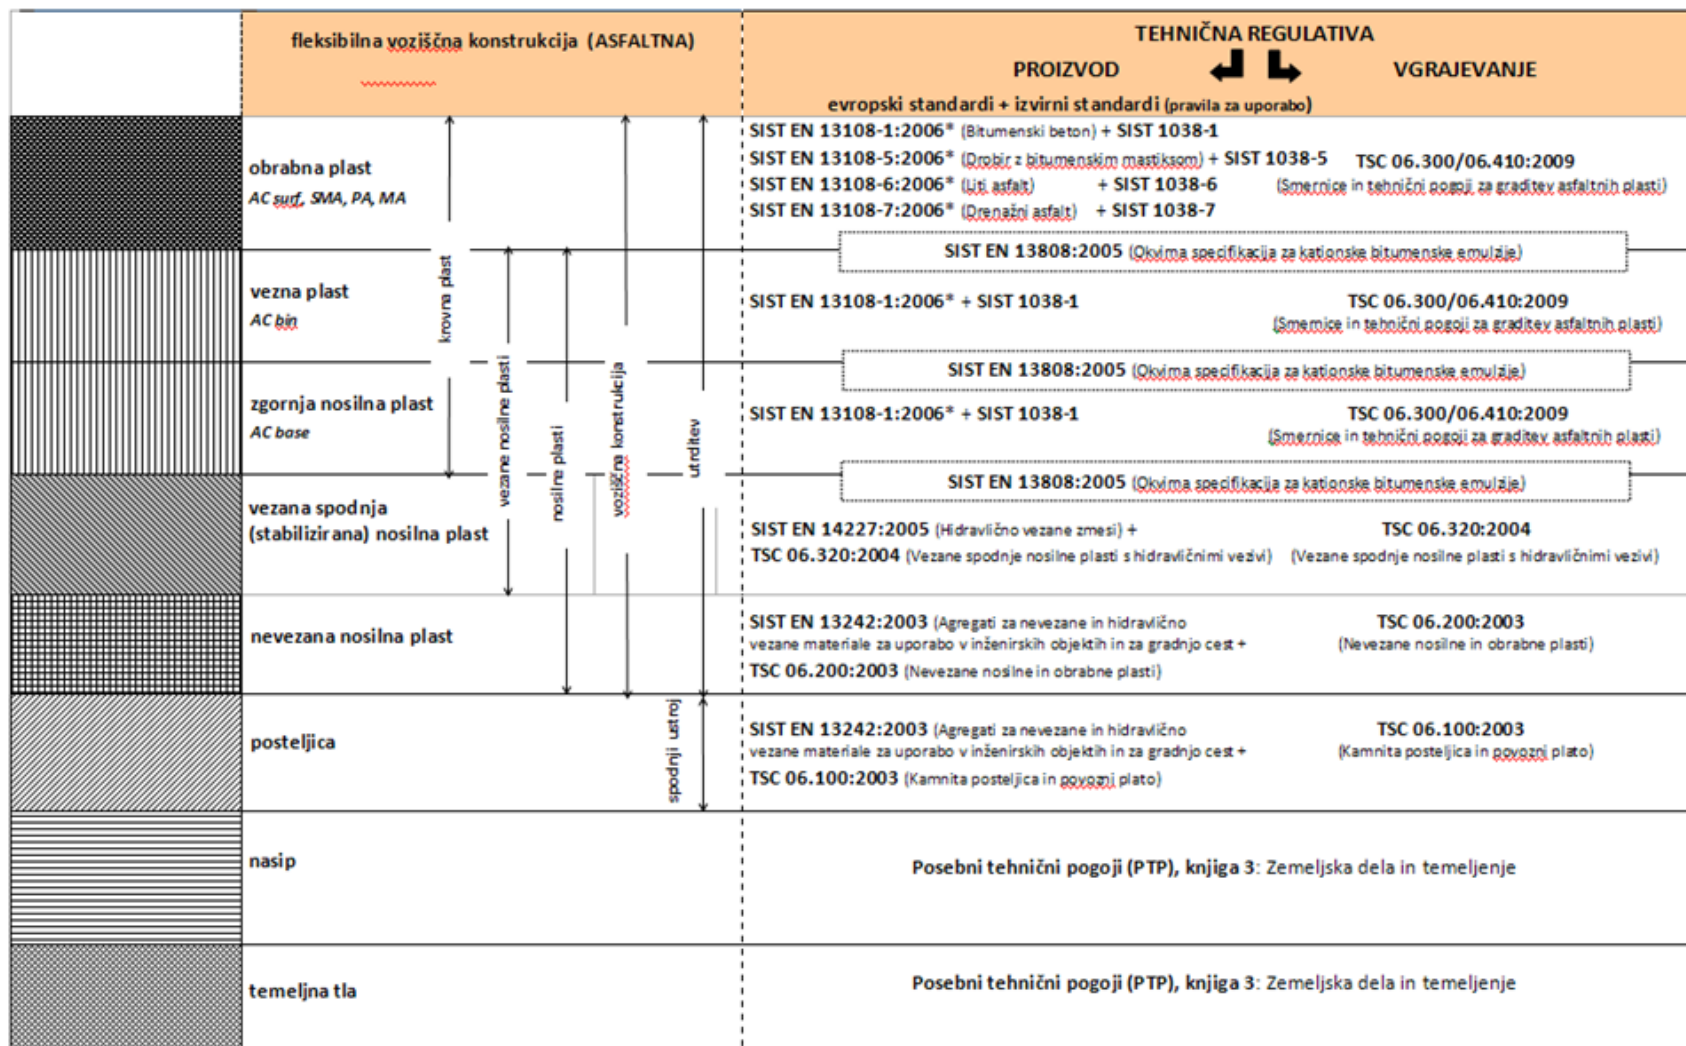 fleksibilna voziščna konstrukcija (ASFALTNA)
TEHNIČNA REGULATIVA
PROIZVOD VGRAJEVANJE
evropski standardi + izvirni standardi (pravila za uporabo)
obrabna plast
AC surf, SMA, PA, MA
SIST EN 13108-1:2006* (Bitumenski beton) + SIST 1038-1
SIST EN 13108-5:2006* (Drobir z bitumenskim mastiksom) + SIST 1038-5
SIST EN 13108-6:2006* (Liti asfalt) + SIST 1038-6
SIST EN 13108-7:2006* (Drenažni asfalt) + SIST 1038-7
TSC 06.300/06.410:2009
(Smernice in tehnični pogoji za graditev asfaltnih plasti)
SIST EN 13808:2005 (Okvirna specifikacija za kationske bitumenske emulzije)
vezna plast
AC bin
SIST EN 13108-1:2006* + SIST 1038-1
TSC 06.300/06.410:2009
(Smernice in tehnični pogoji za graditev asfaltnih plasti)
SIST EN 13808:2005 (Okvirna specifikacija za kationske bitumenske emulzije)
zgornja nosilna plast
AC base
SIST EN 13108-1:2006* + SIST 1038-1
TSC 06.300/06.410:2009
(Smernice in tehnični pogoji za graditev asfaltnih plasti)
SIST EN 13808:2005 (Okvirna specifikacija za kationske bitumenske emulzije)
vezana spodnja
(stabilizirana) nosilna plast
SIST EN 14227:2005 (Hidravlično vezane zmesi) +
TSC 06.320:2004 (Vezane spodnje nosilne plasti s hidravličnimi vezivi)
TSC 06.320:2004
(Vezane spodnje nosilne plasti s hidravličnimi vezivi)
nevezana nosilna plast
SIST EN 13242:2003 (Agregati za nevezane in hidravlično
vezane materiale za uporabo v inženirskih objektih in za gradnjo cest +
TSC 06.200:2003 (Nevezane nosilne in obrabne plasti)
TSC 06.200:2003
(Nevezane nosilne in obrabne plasti)
posteljica
SIST EN 13242:2003 (Agregati za nevezane in hidravlično
vezane materiale za uporabo v inženirskih objektih in za gradnjo cest +
TSC 06.100:2003 (Kamnita posteljica in povozni plato)
TSC 06.100:2003
(Kamnita posteljica in povozni plato)
nasip
Posebni tehnični pogoji (PTP), knjiga 3: Zemeljska dela in temeljenje
temeljna tla
Posebni tehnični pogoji (PTP), knjiga 3: Zemeljska dela in temeljenje
krovna plast
vezane nosilne plasti
nosilne plasti
voziščna konstrukcija
utrditev
spodnji ustroj